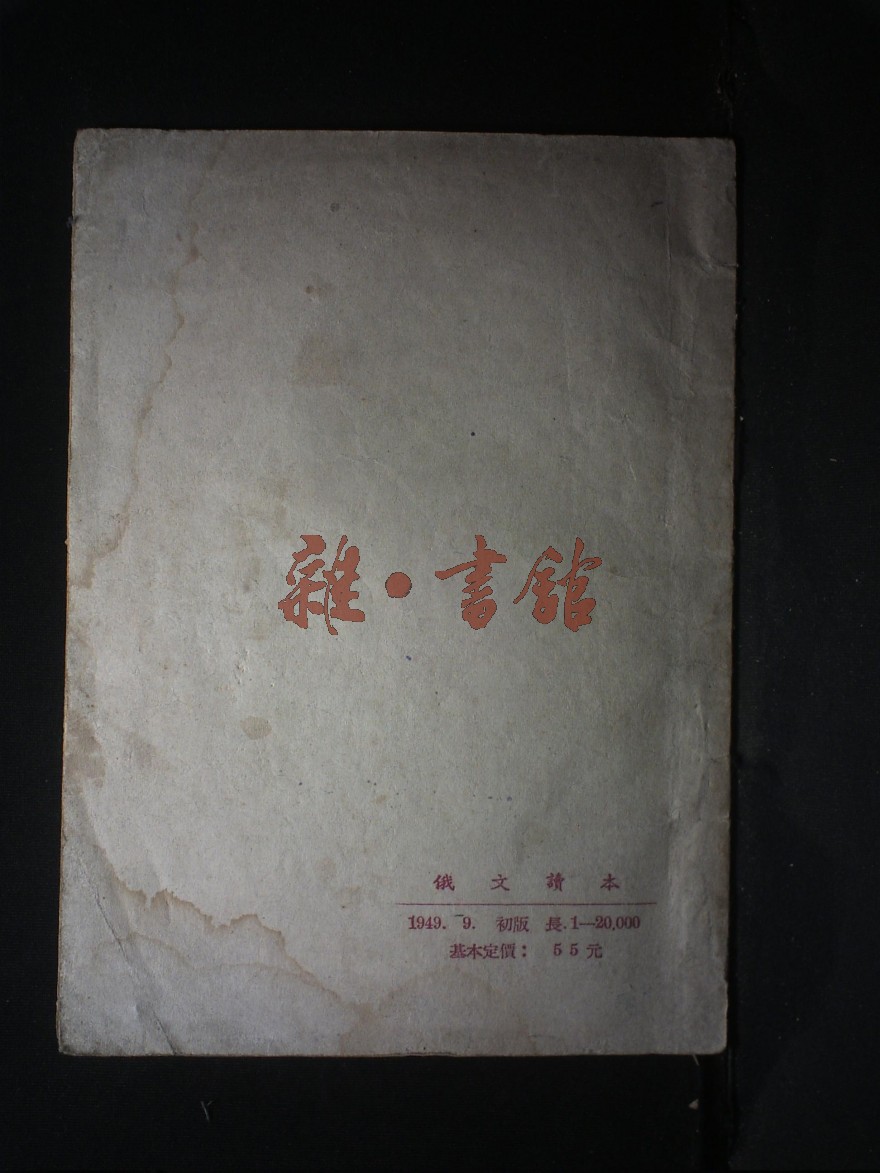 雜·書館
俄文讀本
1949. 9. 初版 長.1—20,000
基本定價： 55元